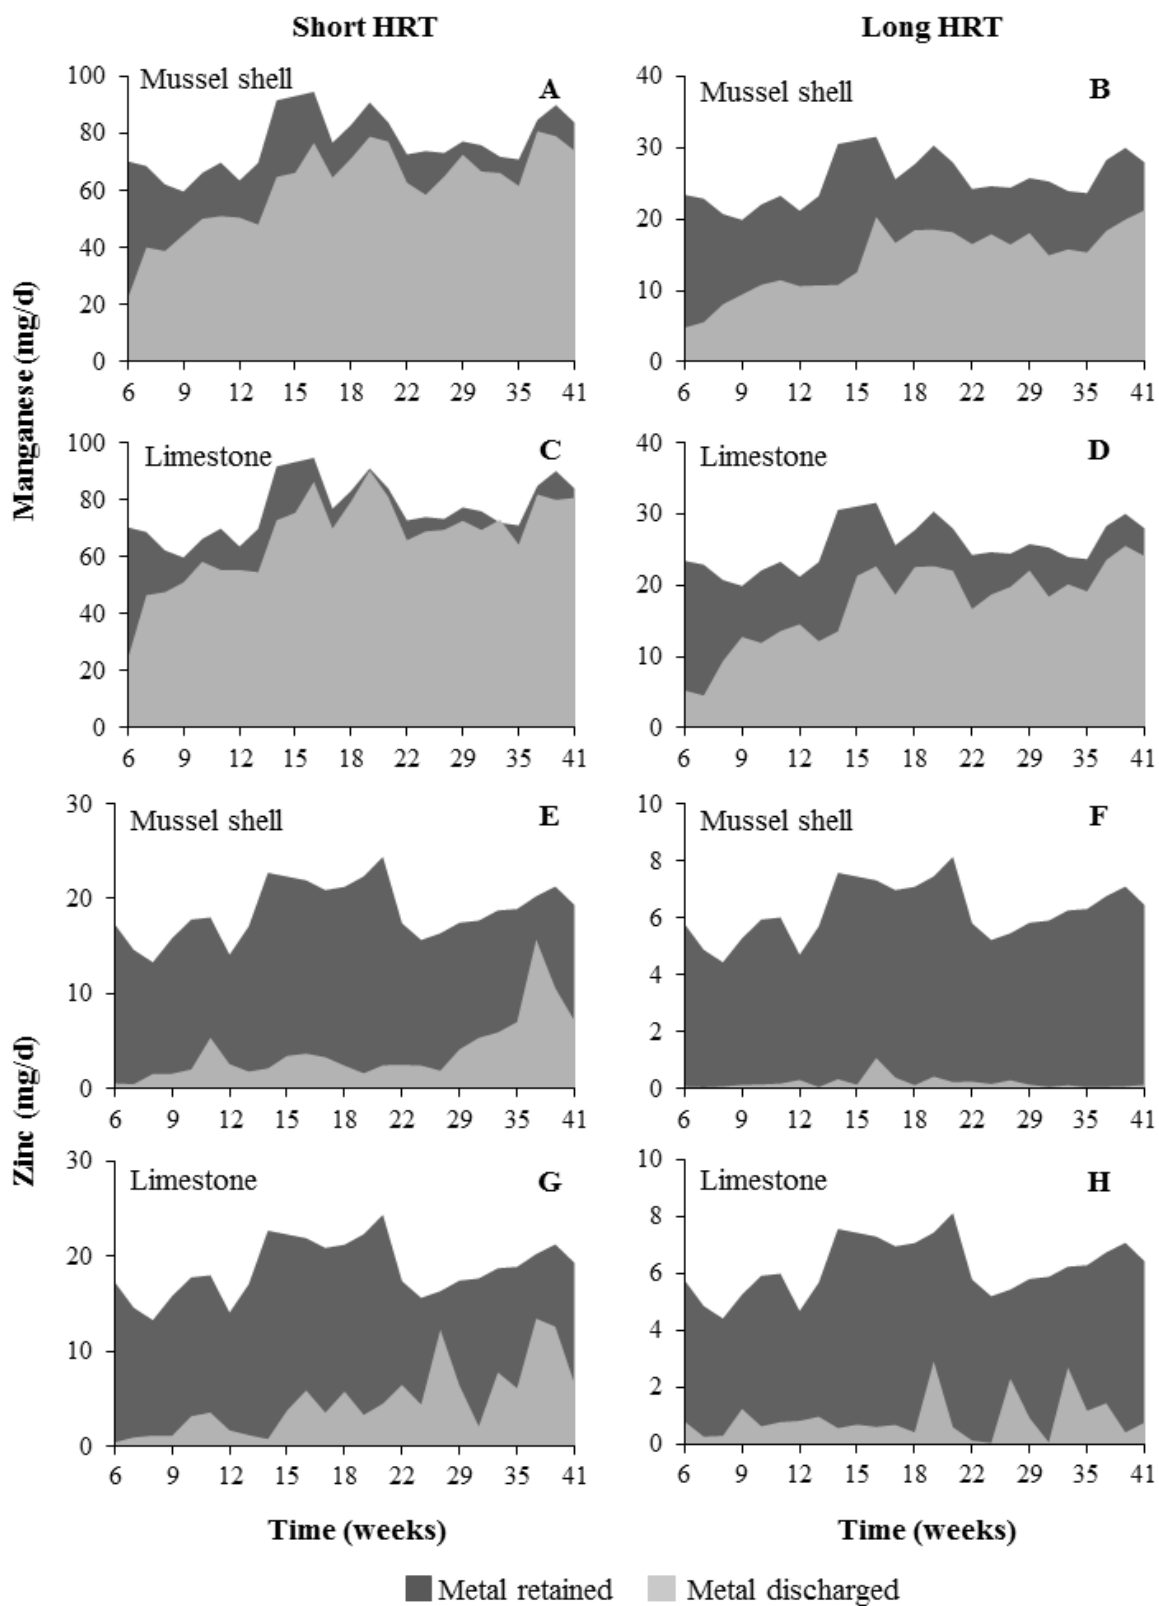 Short HRT Long HRT
Manganese (mg/d)
Mussel shell A
100
80
60
40
20
0
6 9 12 15 18 22 29 35 41
Mussel shell B
40
30
20
10
0
6 9 12 15 18 22 29 35 41
Limestone C
100
80
60
40
20
0
6 9 12 15 18 22 29 35 41
Limestone D
40
30
20
10
0
6 9 12 15 18 22 29 35 41
Zinc (mg/d)
Mussel shell E
30
20
10
0
6 9 12 15 18 22 29 35 41
Mussel shell F
10
8
6
4
2
0
6 9 12 15 18 22 29 35 41
Limestone G
30
20
10
0
6 9 12 15 18 22 29 35 41
Limestone H
10
8
6
4
2
0
6 9 12 15 18 22 29 35 41
Time (weeks) Time (weeks)
Metal retained Metal discharged